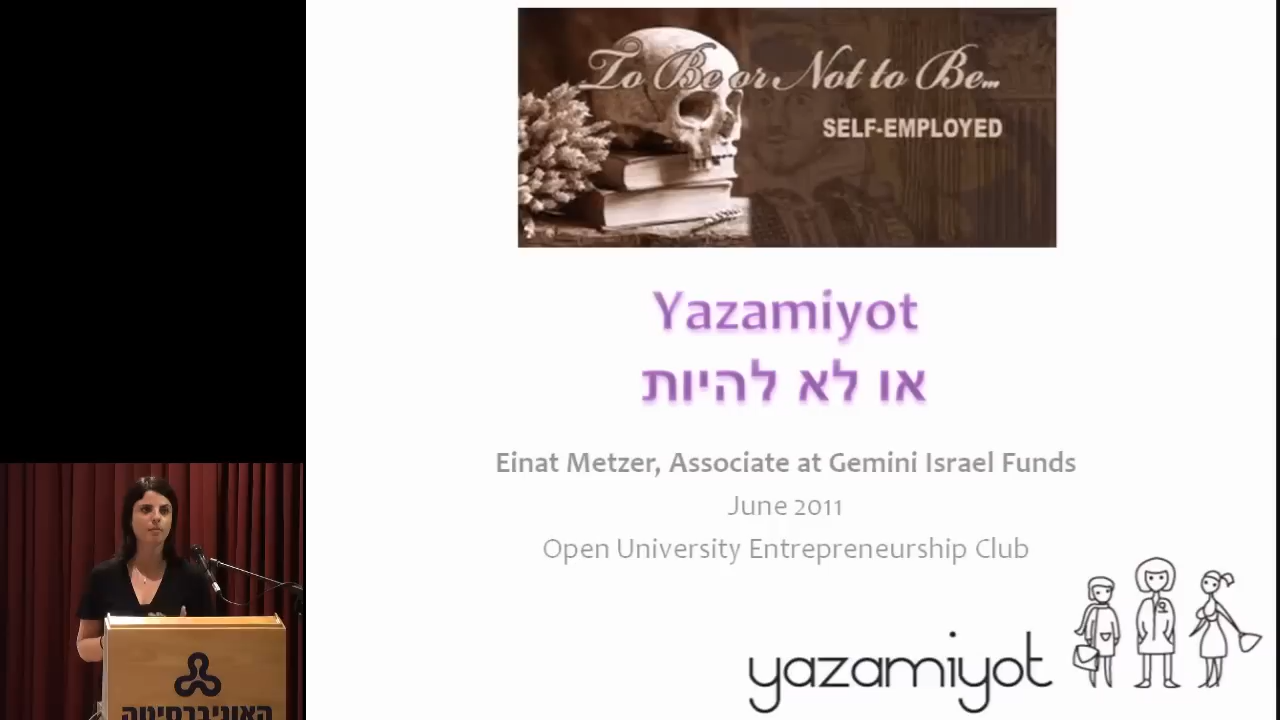 To Be or Not to Be...
SELF-EMPLOYED
Yazamiyot
או לא להיות
Einat Metzer, Associate at Gemini Israel Funds
June 2011
Open University Entrepreneurship Club
yazamiyot
האוניברסיטה